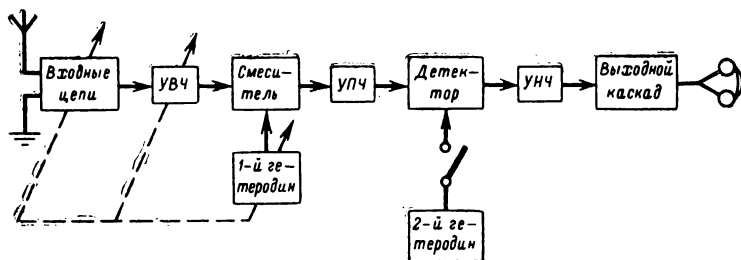 Входные
цепи
УВЧ
Смеси-
тель
УПЧ
Детек-
тор
УНЧ
Выходной
каскад
1-й ге-
теродин
2-й ге-
теродин